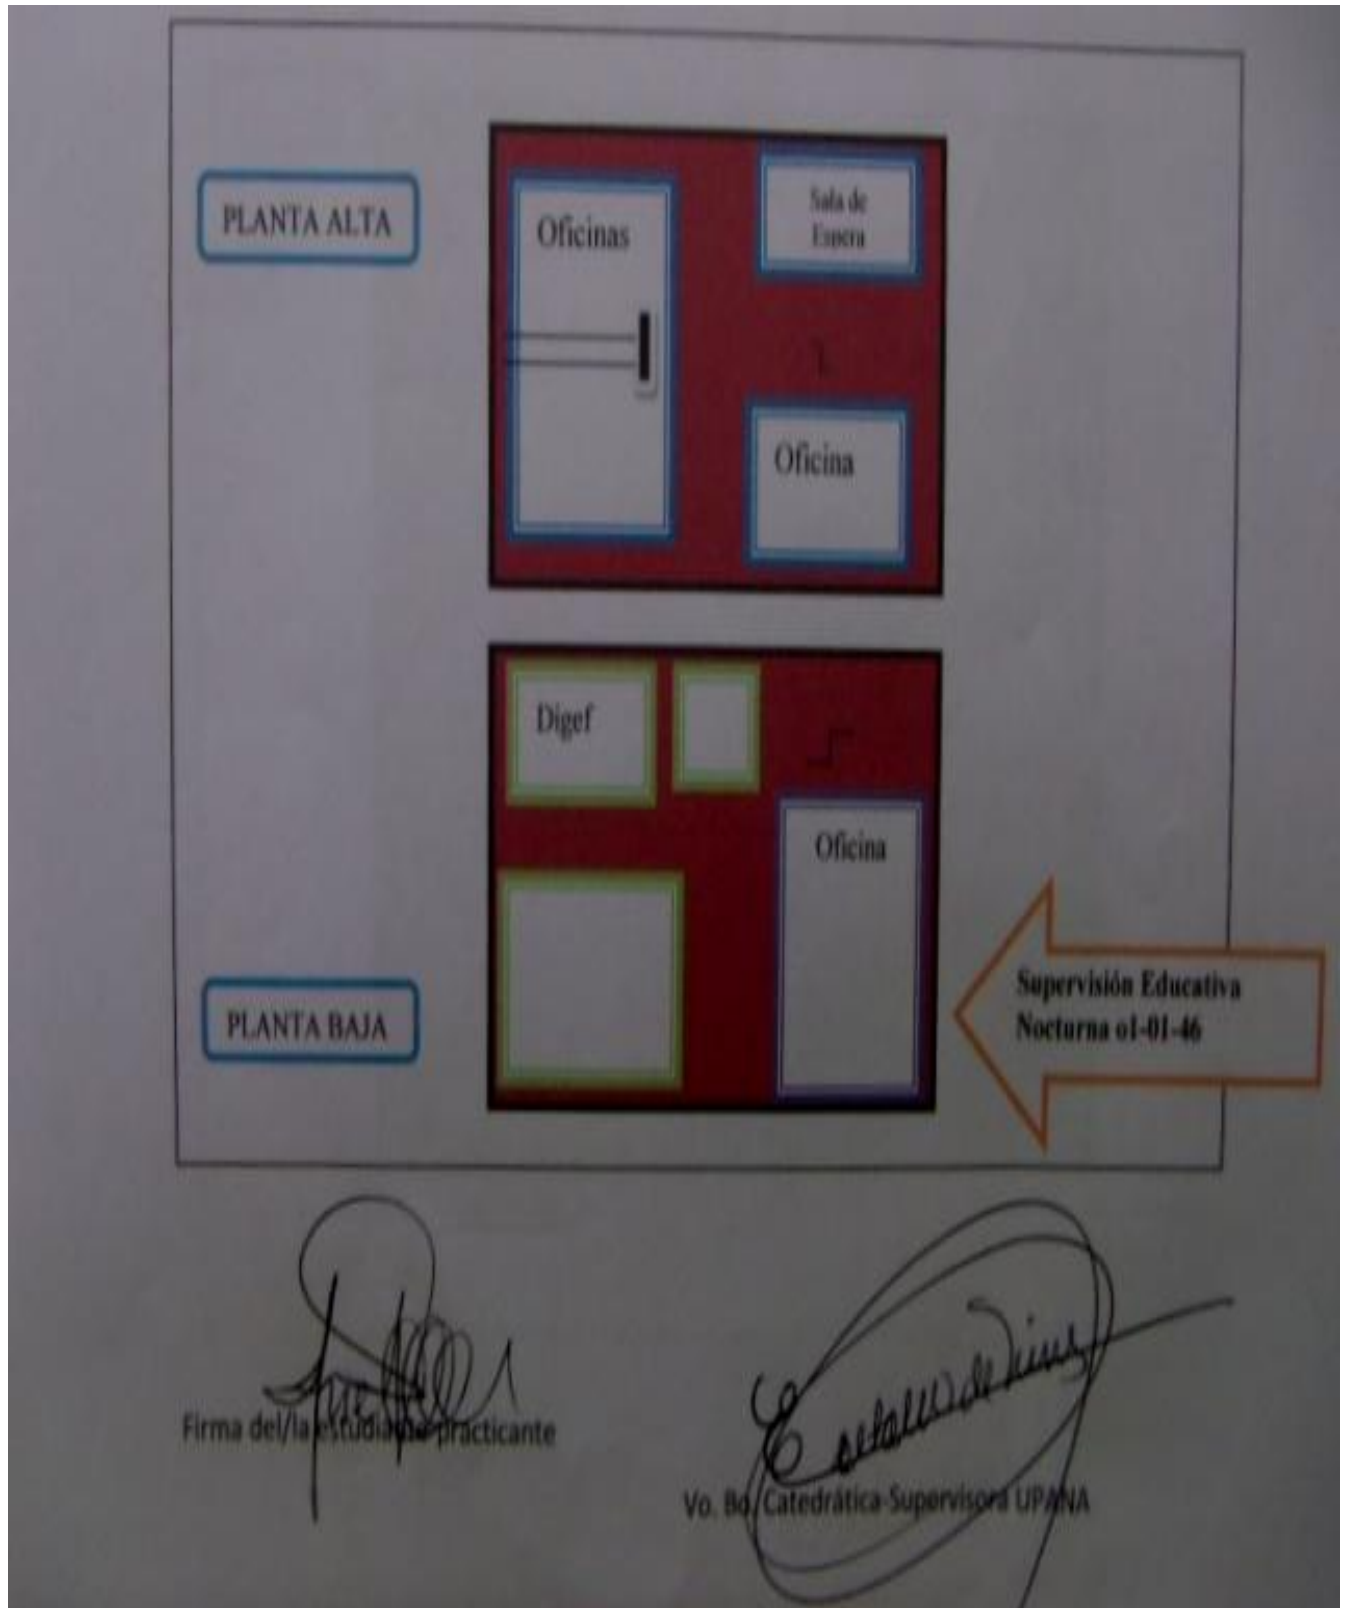 PLANTA ALTA
Oficinas
Sala de
Espera
Oficina
Digef
Oficina
PLANTA BAJA
Supervisión Educativa
Nocturna o1-01-46
Firma del/la estudiante practicante
Vo. Bo. Catedrática-Supervisora UPANA